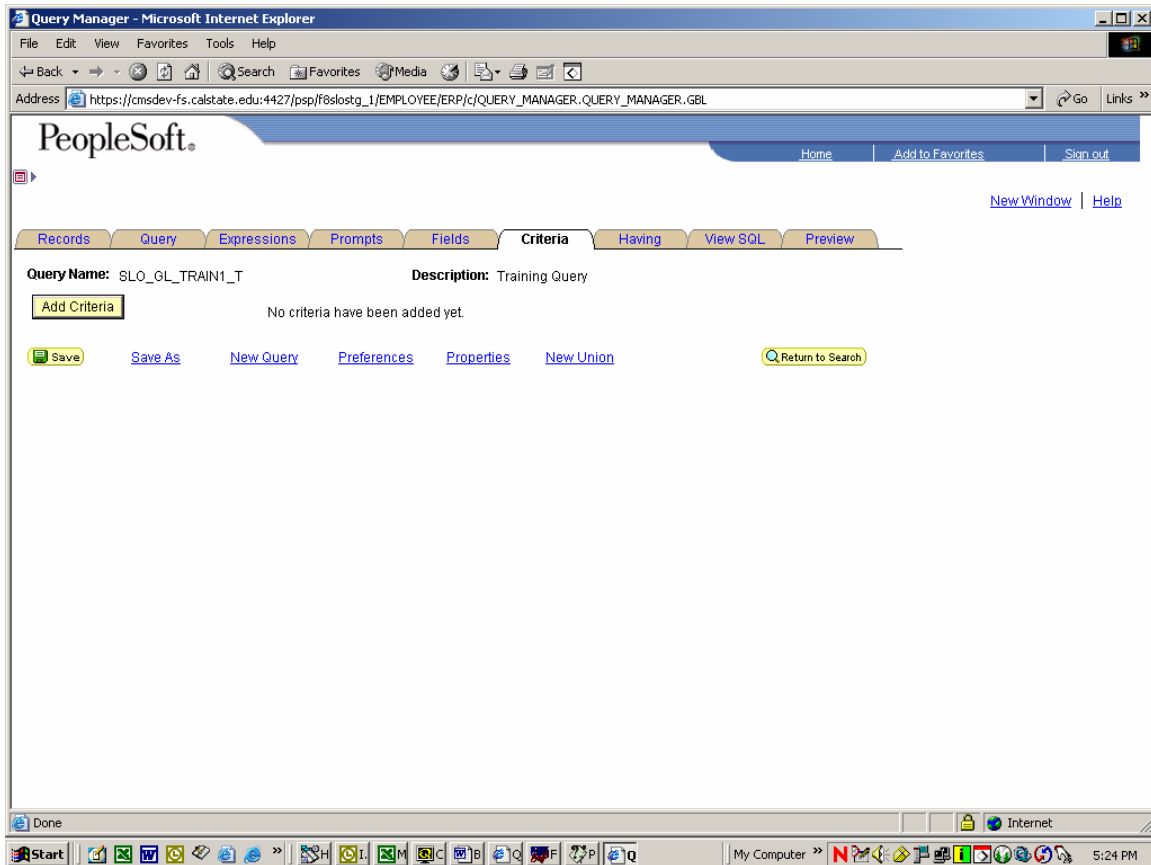 Query Manager - Microsoft Internet Explorer
File Edit View Favorites Tools Help
Back Search Favorites Media
Address https://cmsdev-fs.calstate.edu:4427/psp/f8slostg_1/EMPLOYEE/ERP/c/QUERY_MANAGER.QUERY_MANAGER.GBL Go Links »
PeopleSoft®
Home Add to Favorites Sign out
New Window | Help
Records Query Expressions Prompts Fields Criteria Having View SQL Preview
Query Name: SLO_GL_TRAIN1_T Description: Training Query
Add Criteria No criteria have been added yet.
Save Save As New Query Preferences Properties New Union Return to Search
Done Internet
Start » H I. M C B Q F P Q My Computer » 5:24 PM